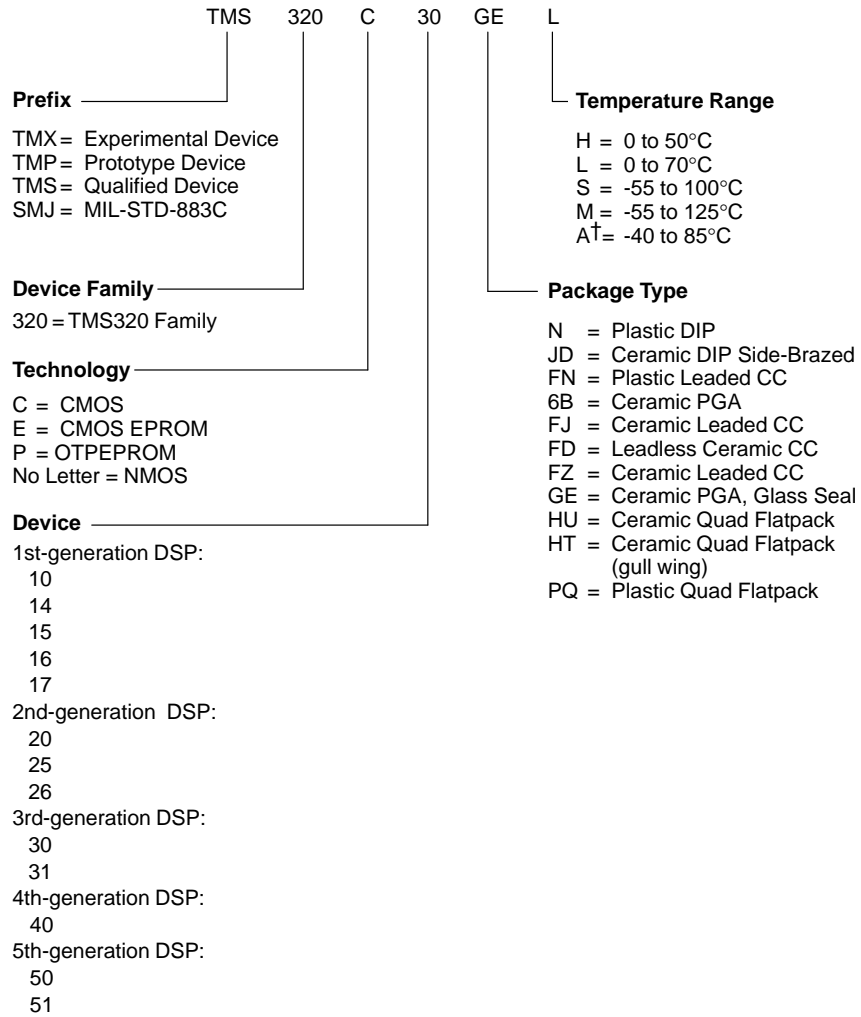 TMS 320 C 30 GE L
Prefix
TMX = Experimental Device
TMP = Prototype Device
TMS = Qualified Device
SMJ = MIL-STD-883C
Device Family
320 = TMS320 Family
Technology
C = CMOS
E = CMOS EPROM
P = OTPEPROM
No Letter = NMOS
Device
1st-generation DSP:
10
14
15
16
17
2nd-generation DSP:
20
25
26
3rd-generation DSP:
30
31
4th-generation DSP:
40
5th-generation DSP:
50
51
Temperature Range
H = 0 to 50°C
L = 0 to 70°C
S = -55 to 100°C
M = -55 to 125°C
A†= -40 to 85°C
Package Type
N = Plastic DIP
JD = Ceramic DIP Side-Brazed
FN = Plastic Leaded CC
6B = Ceramic PGA
FJ = Ceramic Leaded CC
FD = Leadless Ceramic CC
FZ = Ceramic Leaded CC
GE = Ceramic PGA, Glass Seal
HU = Ceramic Quad Flatpack
HT = Ceramic Quad Flatpack
(gull wing)
PQ = Plastic Quad Flatpack